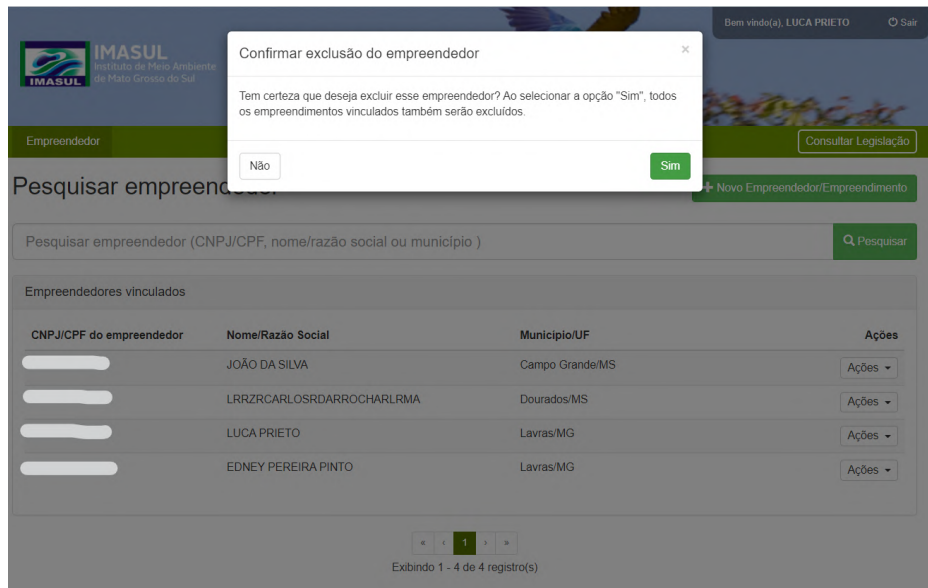 Bem vindo(a), LUCA PRIETO
Sair
IMASUL
Instituto de Meio Ambiente
de Mato Grosso do Sul
IMASUL
Confirmar exclusão do empreendedor
×
Tem certeza que deseja excluir esse empreendedor? Ao selecionar a opção "Sim", todos
os empreendimentos vinculados também serão excluídos.
Não
Sim
Empreendedor
Consultar Legislação
Pesquisar
+ Novo Empreendedor/Empreendimento
Pesquisar empreendedor (CNPJ/CPF, nome/razão social ou município )
Pesquisar
Empreendedores vinculados
CNPJ/CPF do empreendedor Nome/Razão Social Municipio/UF Ações
JOÃO DA SILVA Campo Grande/MS Ações
LRRZRCARLOSRDARROCHARLRMA Dourados/MS Ações
LUCA PRIETO Lavras/MG Ações
EDNEY PEREIRA PINTO Lavras/MG Ações
« ‹ 1 › »
Exibindo 1 - 4 de 4 registro(s)